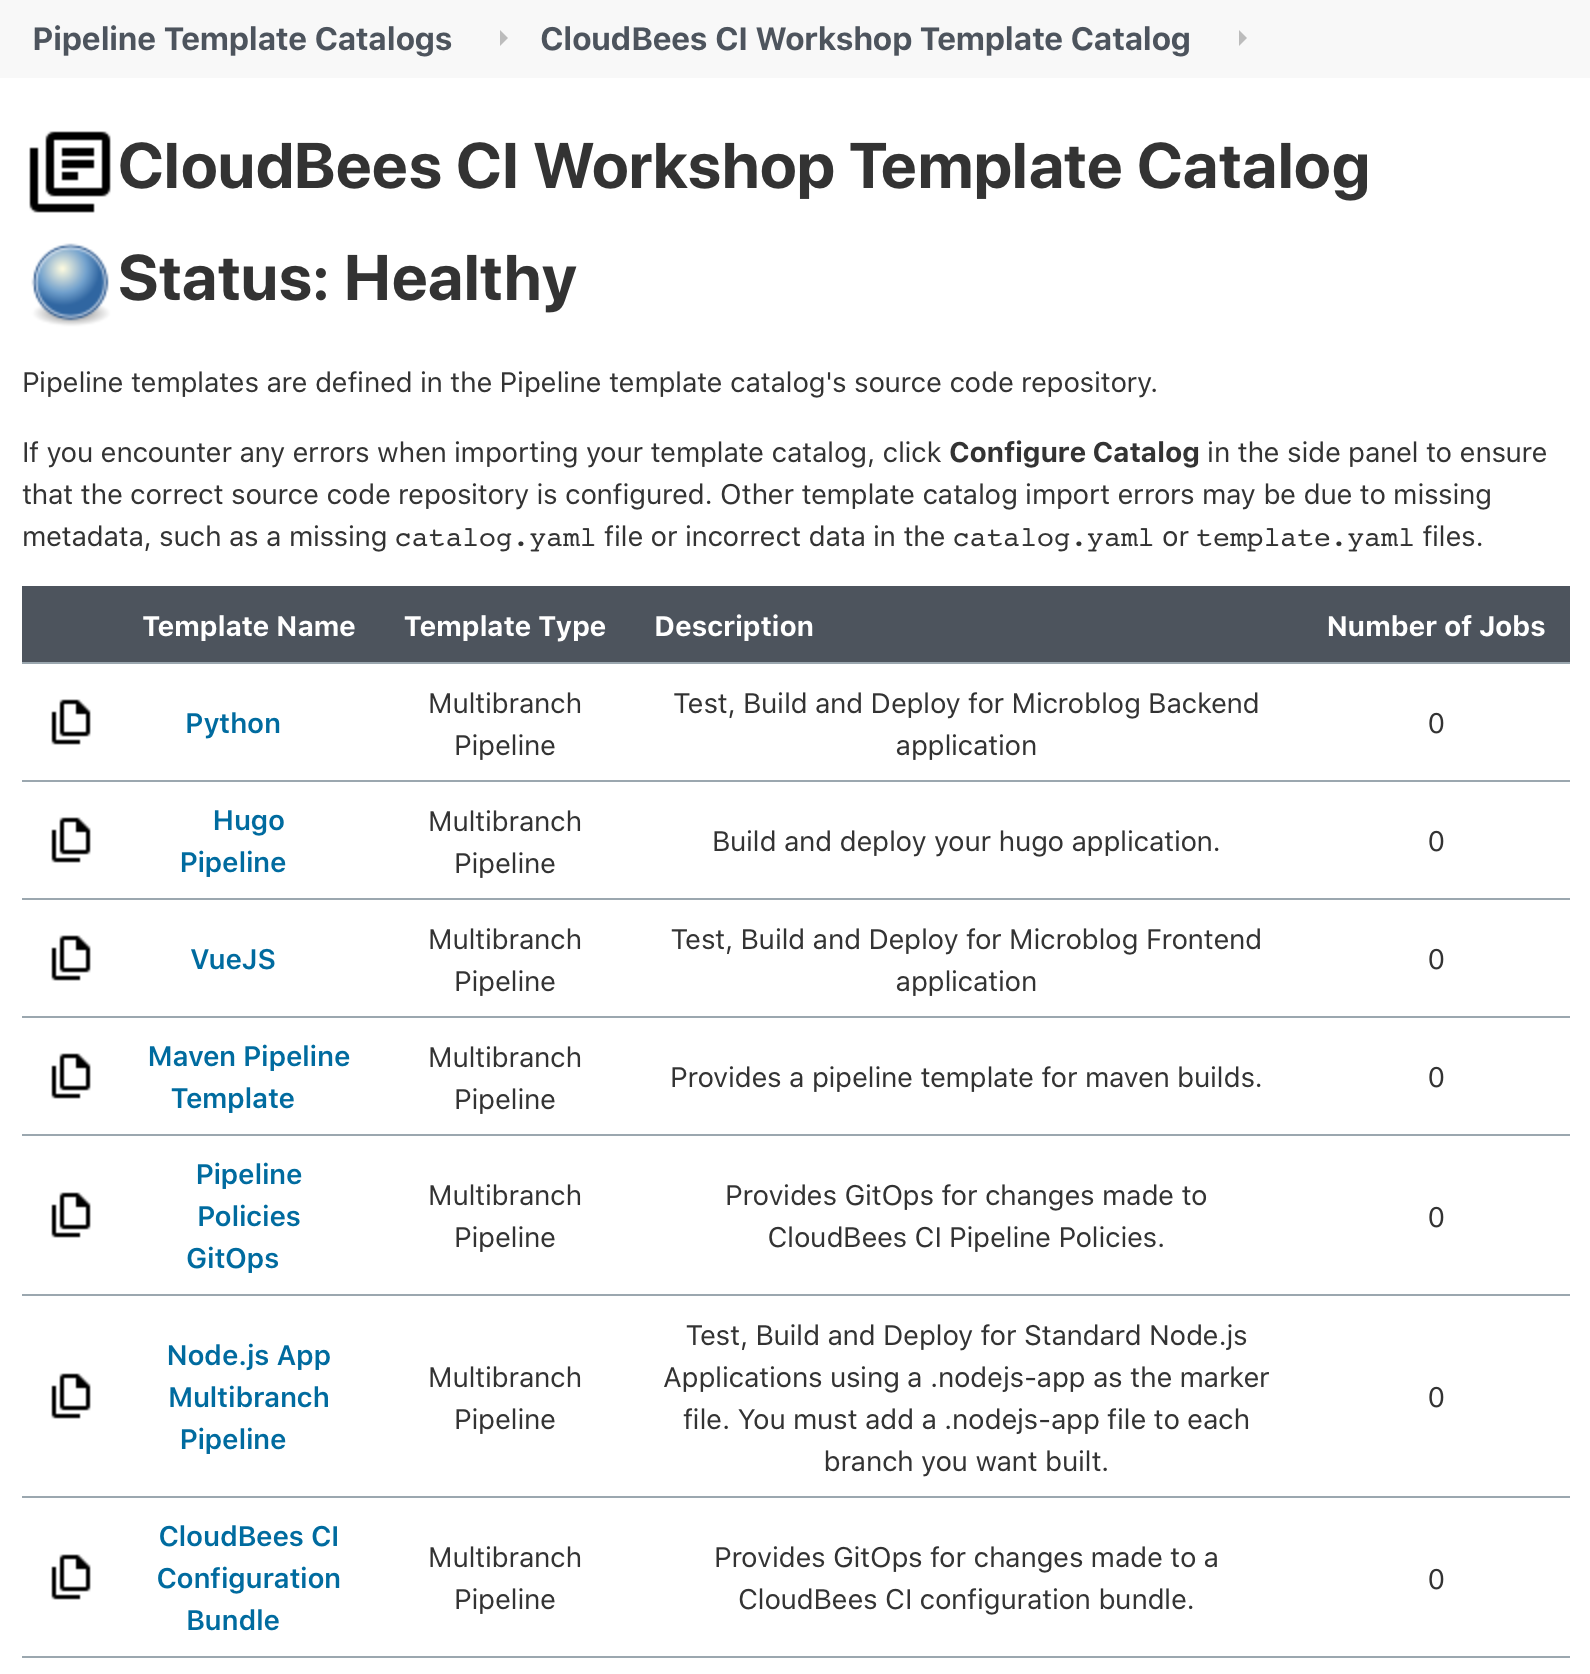 Pipeline Template Catalogs CloudBees CI Workshop Template Catalog
CloudBees CI Workshop Template Catalog
Status: Healthy
Pipeline templates are defined in the Pipeline template catalog's source code repository.
If you encounter any errors when importing your template catalog, click Configure Catalog in the side panel to ensure
that the correct source code repository is configured. Other template catalog import errors may be due to missing
metadata, such as a missing catalog.yaml file or incorrect data in the catalog.yaml or template.yaml files.
Template Name Template Type Description Number of Jobs
Python
Multibranch
Pipeline
Test, Build and Deploy for Microblog Backend
application
0
Hugo
Pipeline
Multibranch
Pipeline
Build and deploy your hugo application.
0
VueJS
Multibranch
Pipeline
Test, Build and Deploy for Microblog Frontend
application
0
Maven Pipeline
Template
Multibranch
Pipeline
Provides a pipeline template for maven builds.
0
Pipeline
Policies
GitOps
Multibranch
Pipeline
Provides GitOps for changes made to
CloudBees CI Pipeline Policies.
0
Node.js App
Multibranch
Pipeline
Multibranch
Pipeline
Test, Build and Deploy for Standard Node.js
Applications using a .nodejs-app as the marker
file. You must add a .nodejs-app file to each
branch you want built.
0
CloudBees CI
Configuration
Bundle
Multibranch
Pipeline
Provides GitOps for changes made to a
CloudBees CI configuration bundle.
0